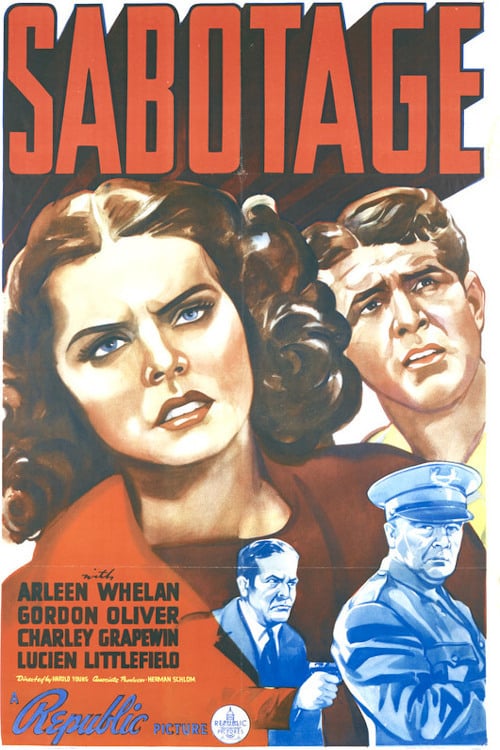 SABOTAGE
with
ARLEEN WHELAN
GORDON OLIVER
CHARLEY GRAPEWIN
LUCIEN LITTLEFIELD
Directed by HAROLD YOUNG Associate Producer HERMAN SCHLOM
A Republic PICTURE
REPUBLIC
PICTURES